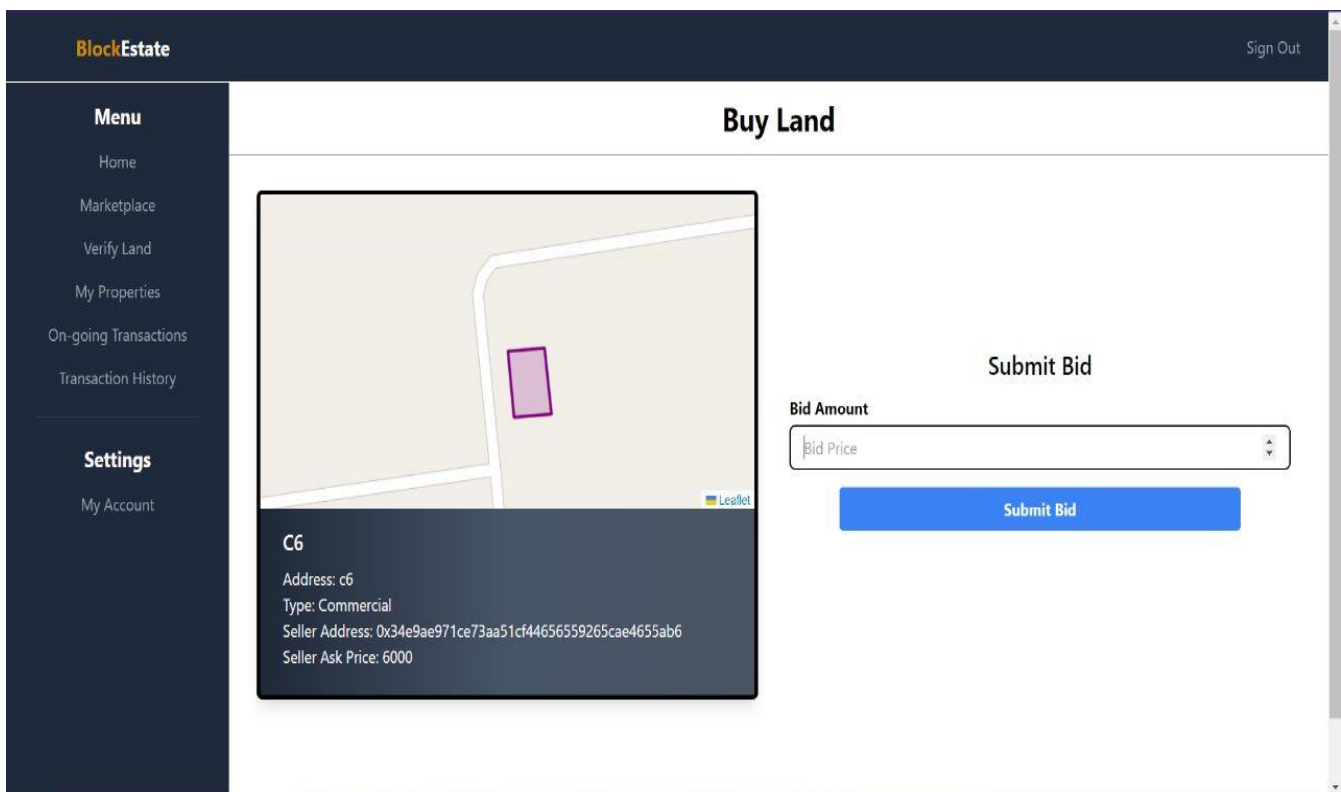 BlockEstate
Sign Out
Menu
Home
Marketplace
Verify Land
My Properties
On-going Transactions
Transaction History
Settings
My Account
Buy Land
Leaflet
C6
Address: c6
Type: Commercial
Seller Address: 0x34e9ae971ce73aa51cf44656559265cae4655ab6
Seller Ask Price: 6000
Submit Bid
Bid Amount
Bid Price
Submit Bid